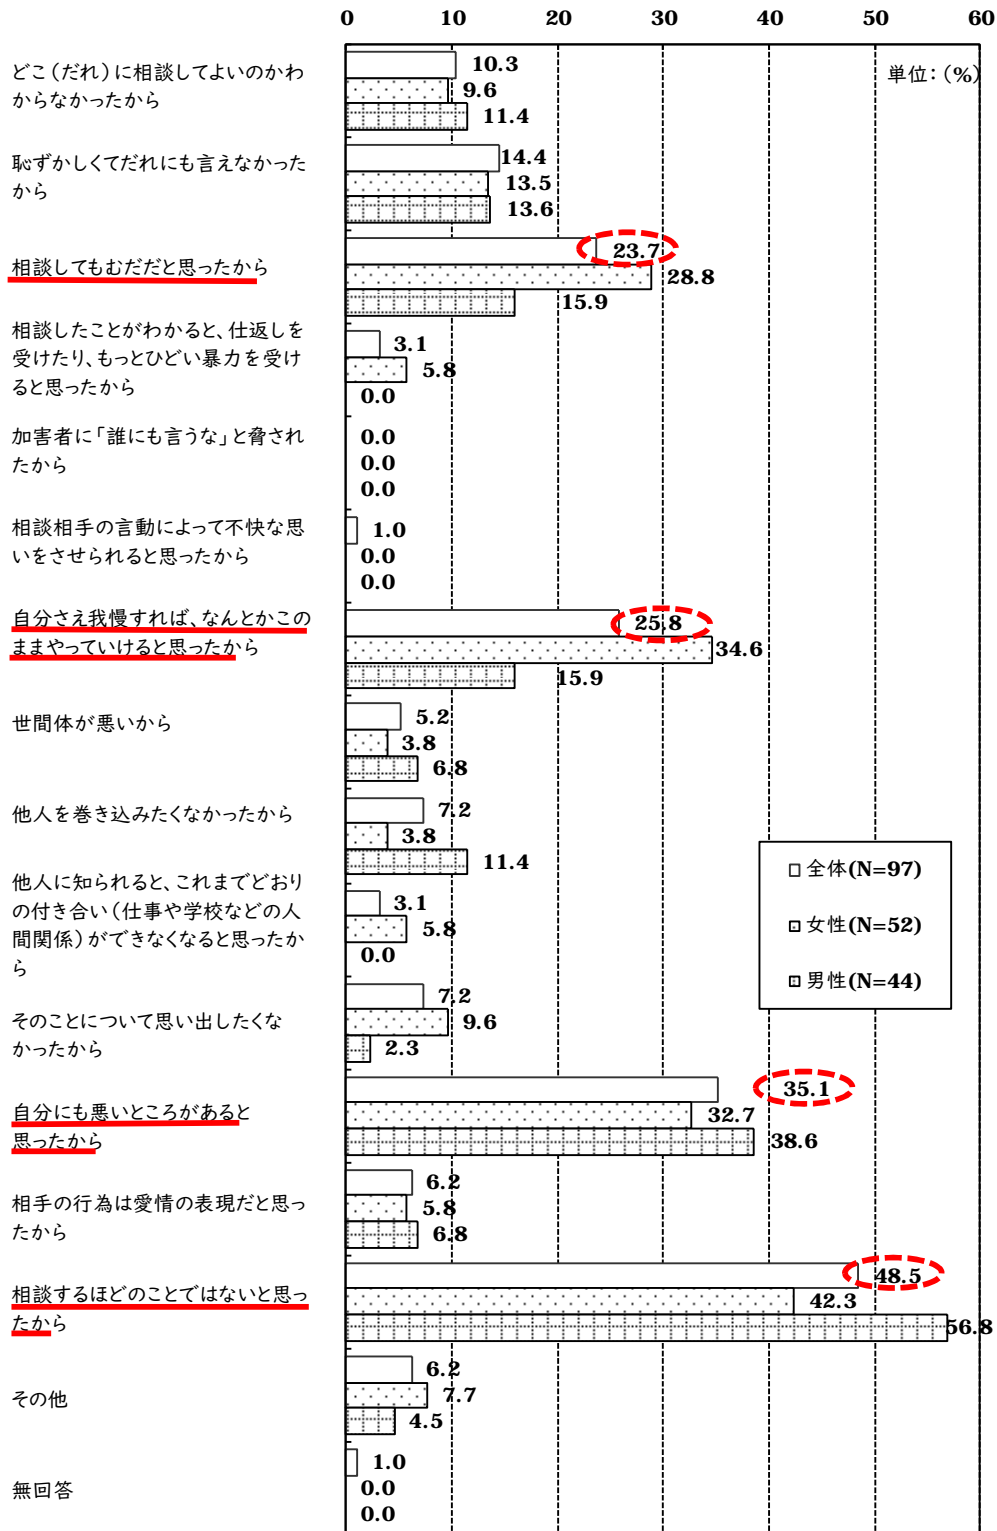 0 10 20 30 40 50 60
単位:(%)
どこ(だれ)に相談してよいのかわ
からなかったから
10.3
9.6
11.4
恥ずかしくてだれにも言えなかった
から
14.4
13.5
13.6
相談してもむだだと思ったから
23.7
28.8
15.9
相談したことがわかると、仕返しを
受けたり、もっとひどい暴力を受け
ると思ったから
3.1
5.8
0.0
加害者に「誰にも言うな」と脅され
たから
0.0
0.0
0.0
相談相手の言動によって不快な思
いをさせられると思ったから
1.0
0.0
0.0
自分さえ我慢すれば、なんとかこの
ままやっていけると思ったから
25.8
34.6
15.9
世間体が悪いから
5.2
3.8
6.8
他人を巻き込みたくなかったから
7.2
3.8
11.4
他人に知られると、これまでどおり
の付き合い(仕事や学校などの人
間関係)ができなくなると思ったか
ら
3.1
5.8
0.0
そのことについて思い出したくな
かったから
7.2
9.6
2.3
自分にも悪いところがあると
思ったから
35.1
32.7
38.6
相手の行為は愛情の表現だと思っ
たから
6.2
5.8
6.8
相談するほどのことではないと思っ
たから
48.5
42.3
56.8
その他
6.2
7.7
4.5
無回答
1.0
0.0
0.0
全体(N=97)
女性(N=52)
男性(N=44)